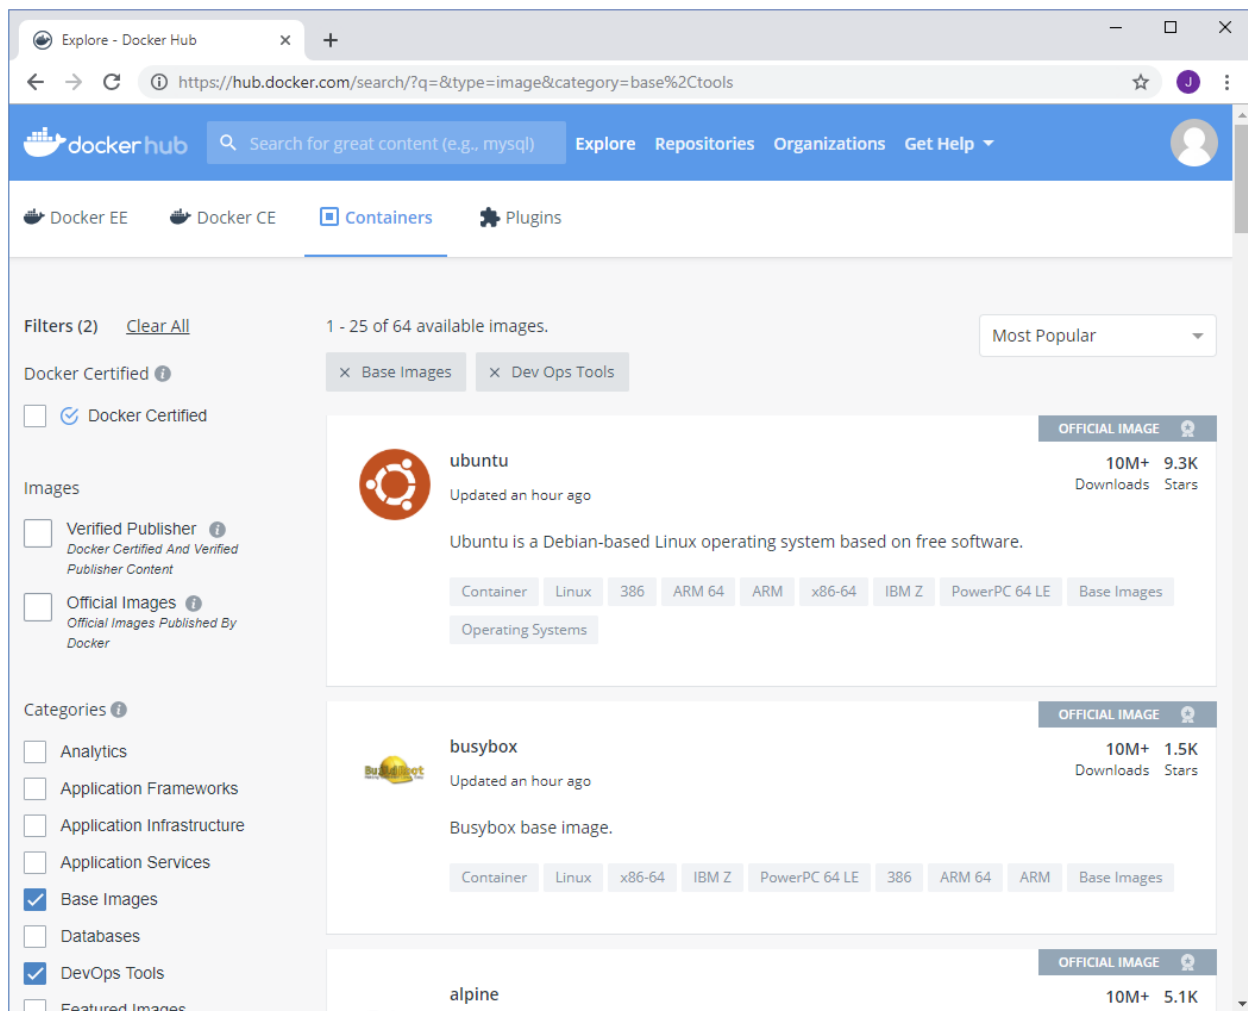 Explore - Docker Hub
https://hub.docker.com/search/?q=&type=image&category=base%2Ctools
J
dockerhub
Search for great content (e.g., mysql)
Explore
Repositories
Organizations
Get Help
Docker EE
Docker CE
Containers
Plugins
Filters (2)
Clear All
1 - 25 of 64 available images.
Most Popular
Base Images
Dev Ops Tools
Docker Certified
Docker Certified
Images
Verified Publisher
Docker Certified And Verified
Publisher Content
Official Images
Official Images Published By
Docker
Categories
Analytics
Application Frameworks
Application Infrastructure
Application Services
Base Images
Databases
DevOps Tools
Featured Images
OFFICIAL IMAGE
ubuntu
Updated an hour ago
10M+ 9.3K
Downloads Stars
Ubuntu is a Debian-based Linux operating system based on free software.
Container Linux 386 ARM 64 ARM x86-64 IBM Z PowerPC 64 LE Base Images
Operating Systems
OFFICIAL IMAGE
busybox
Updated an hour ago
10M+ 1.5K
Downloads Stars
Busybox base image.
Container Linux x86-64 IBM Z PowerPC 64 LE 386 ARM 64 ARM Base Images
OFFICIAL IMAGE
alpine
10M+ 5.1K